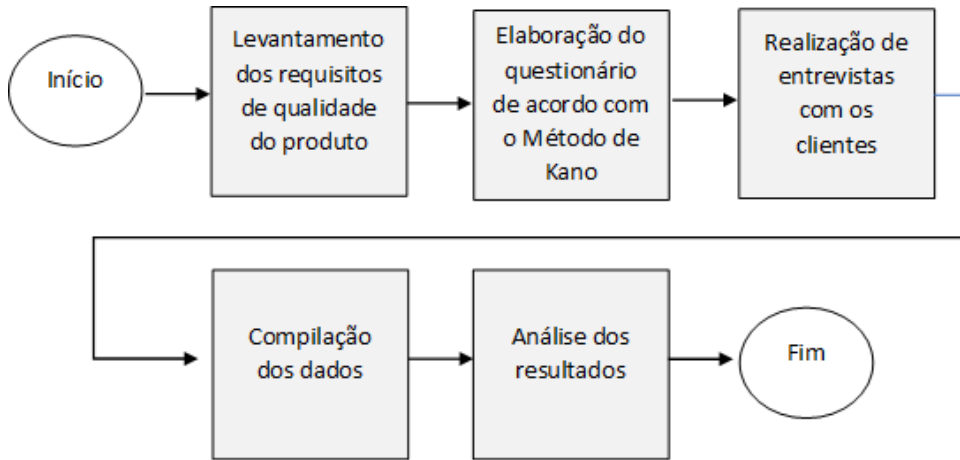 Início
Levantamento
dos requisitos
de qualidade
do produto
Elaboração do
questionário
de acordo com
o Método de
Kano
Realização de
entrevistas
com os
clientes
Compilação
dos dados
Análise dos
resultados
Fim